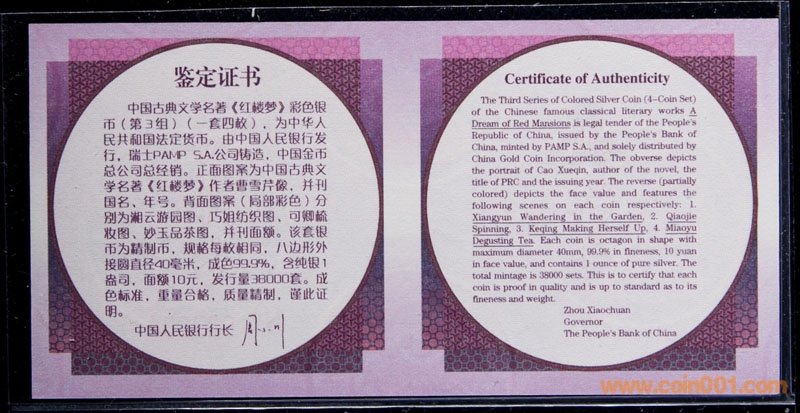 鉴定证书
中国古典文学名著《红楼梦》彩色银
币（第3组）（一套四枚），为中华人
民共和国法定货币。由中国人民银行发
行，瑞士PAMP S.A.公司铸造，中国金币
总公司总经销。正面图案为中国古典文
学名著《红楼梦》作者曹雪芹像，并刊
国名、年号。背面图案（局部彩色）分
别为湘云游园图、巧姐纺织图、可卿梳
妆图、妙玉品茶图，并刊面额。该套银
币为精制币，规格每枚相同，八边形外
接圆直径40毫米，成色99.9%，含纯银1
盎司，面额10元，发行量38000套。成
色标准，重量合格，质量精制，谨此证
明。
中国人民银行行长 周小川
Certificate of Authenticity
The Third Series of Colored Silver Coin (4-Coin Set)
of the Chinese famous classical literary works A
Dream of Red Mansions is legal tender of the People's
Republic of China, issued by the People's Bank of
China, minted by PAMP S.A., and solely distributed by
China Gold Coin Incorporation. The obverse depicts
the portrait of Cao Xueqin, author of the novel, the
title of PRC and the issuing year. The reverse (partially
colored) depicts the face value and features the
following scenes on each coin respectively: 1.
Xiangyun Wandering in the Garden, 2. Qiaojie
Spinning, 3. Keqing Making Herself Up, 4. Miaoyu
Degusting Tea. Each coin is octagon in shape with
maximum diameter 40mm, 99.9% in fineness, 10 yuan
in face value, and contains 1 ounce of pure silver. The
total mintage is 38000 sets. This is to certify that each
coin is proof in quality and is up to standard as to its
fineness and weight.
Zhou Xiaochuan
Governor
The People's Bank of China
www.coin001.com